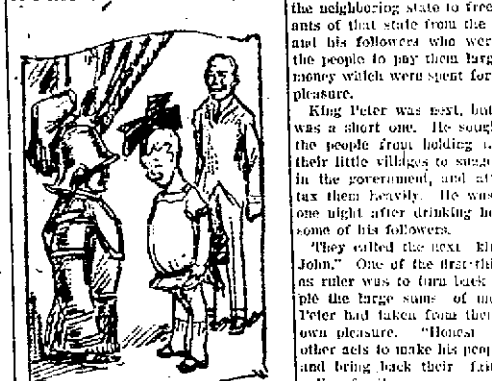 the neighboring state to free
ants of that state from the
and his followers who wer
the people to pay them larg
money which were spent for
pleasure.
King Peter was next, but
was a short one. He soug
the people from holding
their little villages to sugge
in the government, and at
tax them heavily. He was
one night after drinking he
some of his followers.
They called the next ki
John." One of the first thi
as ruler was to turn back
ple the large sums of mo
Peter had taken from thei
own pleasure. "Honest
other acts to make his peop
and bring back their fai